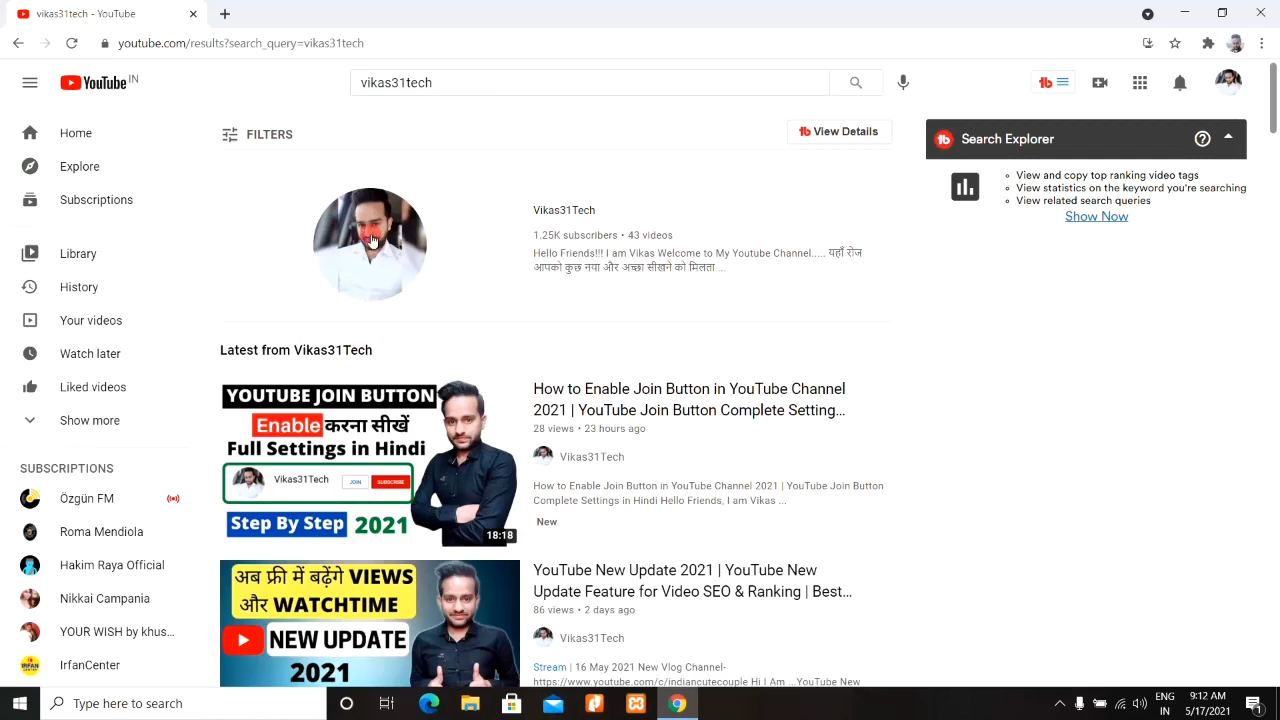 vikas31tech - YouTube
youtube.com/results?search_query=vikas31tech
YouTube IN
vikas31tech
Home
Explore
Subscriptions
Library
History
Your videos
Watch later
Liked videos
Show more
SUBSCRIPTIONS
Özgün FM
Roma Mendiola
Hakim Raya Official
Nikkai Campania
YOUR WISH by khus...
IRFAN CENTER
IrfanCenter
FILTERS
tb View Details
Vikas31Tech
1.25K subscribers • 43 videos
Hello Friends!!! I am Vikas Welcome to My Youtube Channel..... यहाँ रोज
आपको कुछ नया और अच्छा सीखने को मिलता ...
Latest from Vikas31Tech
YOUTUBE JOIN BUTTON
Enable करना सीखें
Full Settings in Hindi
Vikas31Tech
JOIN
SUBSCRIBE
Step By Step 2021
18:18
How to Enable Join Button in YouTube Channel
2021 | YouTube Join Button Complete Setting...
28 views • 23 hours ago
Vikas31Tech
How to Enable Join Button in YouTube Channel 2021 | YouTube Join Button
Complete Settings in Hindi Hello Friends, I am Vikas ...
New
अब फ्री में बढ़ेंगे VIEWS
और WATCHTIME
NEW UPDATE
2021
YouTube New Update 2021 | YouTube New
Update Feature for Video SEO & Ranking | Best...
86 views • 2 days ago
Vikas31Tech
Stream | 16 May 2021 New Vlog Channel-
https://www.youtube.com/c/indiancutecouple Hi | Am ...YouTube New
tb
tb Search Explorer
View and copy top ranking video tags
View statistics on the keyword you're searching
View related search queries
Show Now
Type here to search
ENG
IN
9:12 AM
5/17/2021
1